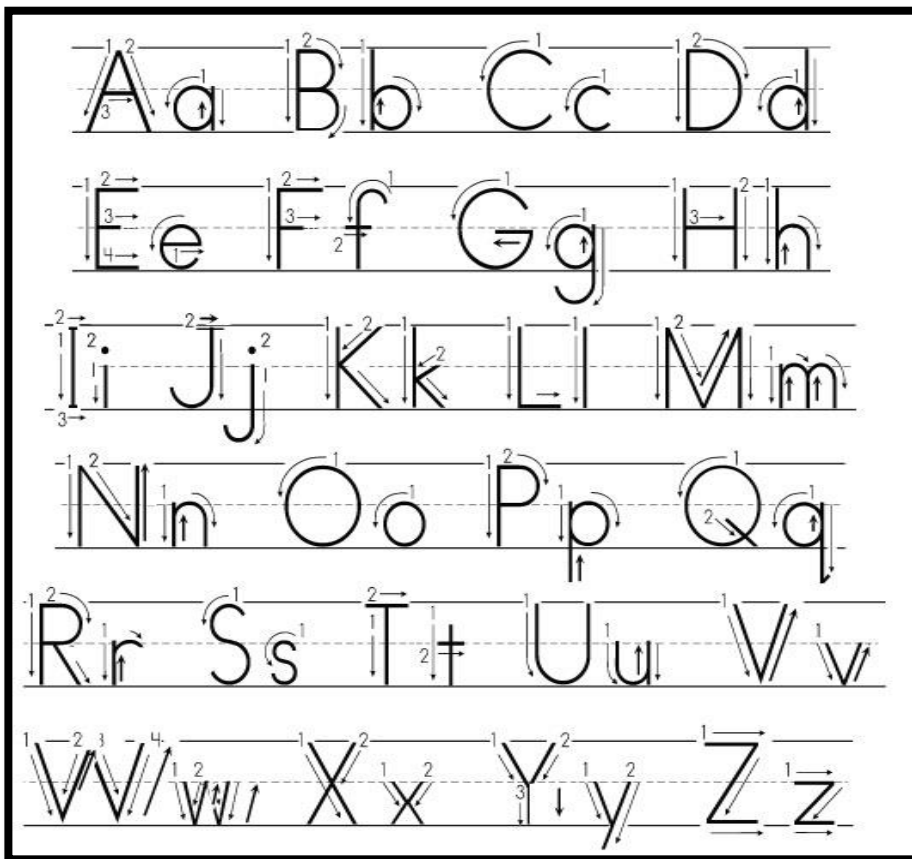 Aa Bb Cc Dd
Ee Ff Gg Hh
Ii Jj Kk Ll Mm
Nn Oo Pp Qq
Rr Ss Tt Uu Vv
Ww Xx Yy Zz